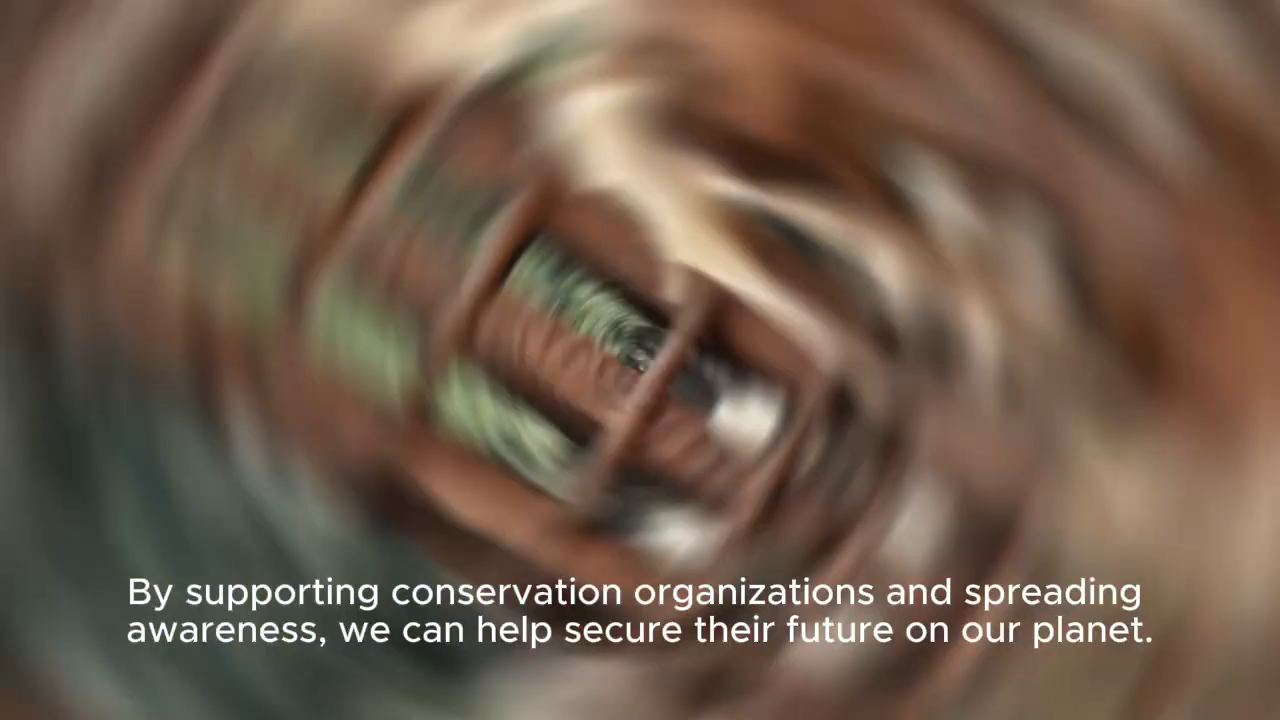 By supporting conservation organizations and spreading
awareness, we can help secure their future on our planet.